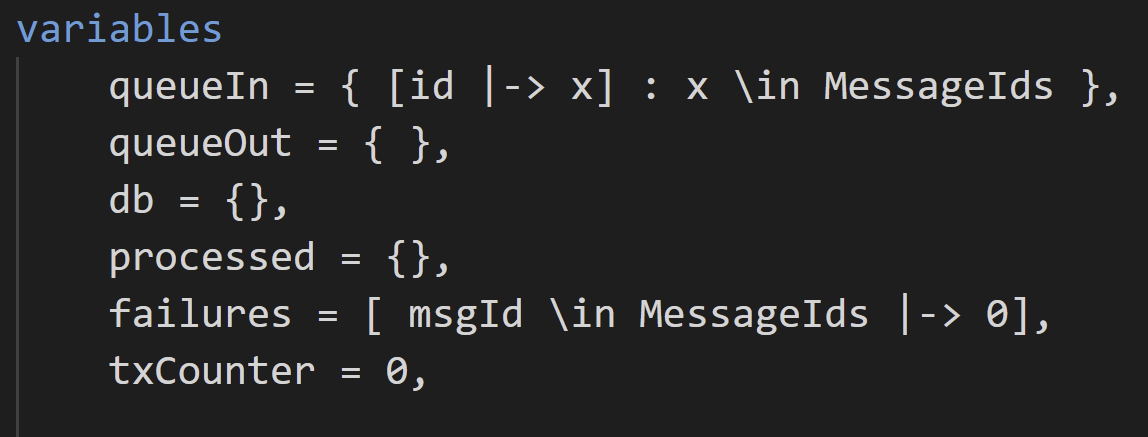 variables
queueIn = { [id |-> x] : x \in MessageIds },
queueOut = { },
db = {},
processed = {},
failures = [ msgId \in MessageIds |-> 0],
txCounter = 0,